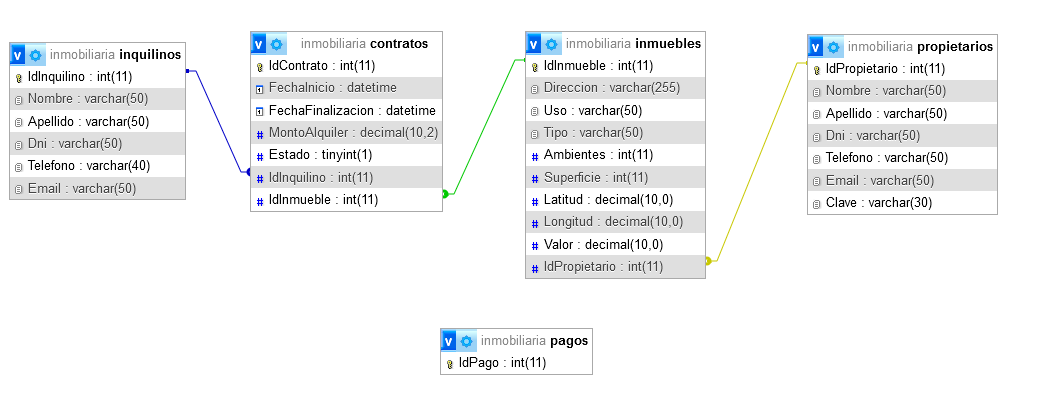 v inmobiliaria inquilinos
IdInquilino : int(11)
Nombre : varchar(50)
Apellido : varchar(50)
Dni : varchar(50)
Telefono : varchar(40)
Email : varchar(50)
v inmobiliaria contratos
IdContrato : int(11)
FechaInicio : datetime
FechaFinalizacion : datetime
# MontoAlquiler : decimal(10,2)
# Estado : tinyint(1)
# IdInquilino : int(11)
# IdInmueble : int(11)
v inmobiliaria inmuebles
IdInmueble : int(11)
Direccion : varchar(255)
Uso : varchar(50)
Tipo : varchar(50)
# Ambientes : int(11)
# Superficie : int(11)
# Latitud : decimal(10,0)
# Longitud : decimal(10,0)
# Valor : decimal(10,0)
# IdPropietario : int(11)
v inmobiliaria propietarios
IdPropietario : int(11)
Nombre : varchar(50)
Apellido : varchar(50)
Dni : varchar(50)
Telefono : varchar(50)
Email : varchar(50)
Clave : varchar(30)
v inmobiliaria pagos
IdPago : int(11)